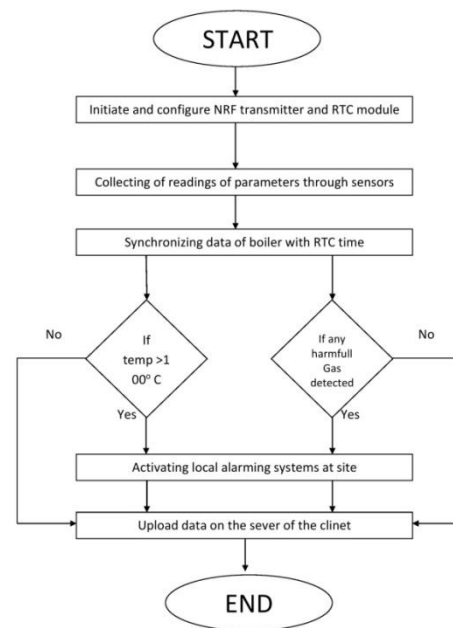 START
Initiate and configure NRF transmitter and RTC module
Collecting of readings of parameters through sensors
Synchronizing data of boiler with RTC time
No
If
temp >1
00° C
Yes
If any
harmfull
Gas
detected
No
Yes
Activating local alarming systems at site
Upload data on the sever of the clinet
END